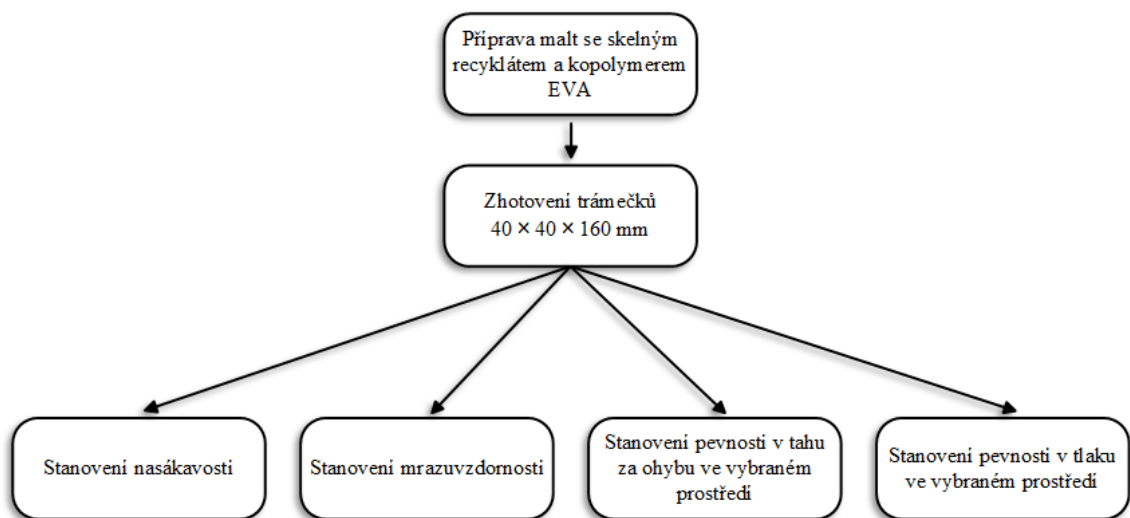 Příprava malt se skelným
recyklátem a kopolymerem
EVA
Zhotovení trámečků
40 × 40 × 160 mm
Stanovení nasákavosti
Stanovení mrazuvzdornosti
Stanovení pevnosti v tahu
za ohybu ve vybraném
prostředí
Stanovení pevnosti v tlaku
ve vybraném prostředí